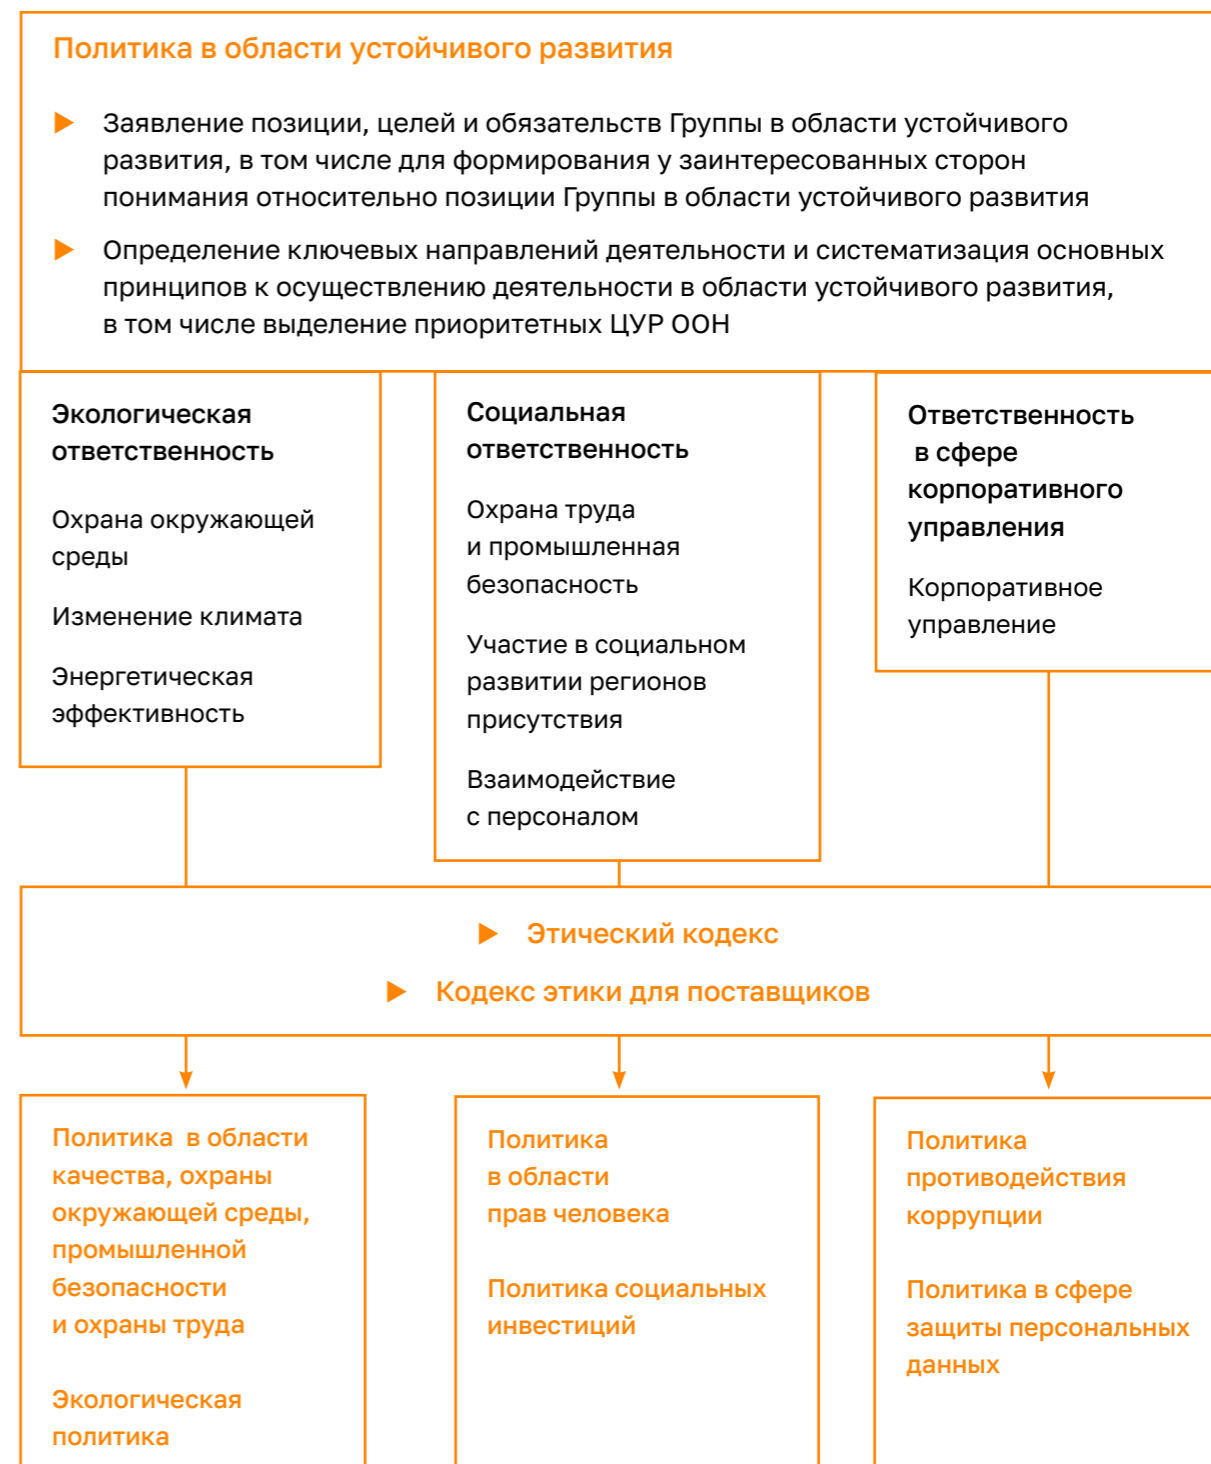 Политика в области устойчивого развития
▶ Заявление позиции, целей и обязательств Группы в области устойчивого
развития, в том числе для формирования у заинтересованных сторон
понимания относительно позиции Группы в области устойчивого развития
▶ Определение ключевых направлений деятельности и систематизация основных
принципов к осуществлению деятельности в области устойчивого развития,
в том числе выделение приоритетных ЦУР ООН
Экологическая
ответственность
Охрана окружающей
среды
Изменение климата
Энергетическая
эффективность
Социальная
ответственность
Охрана труда
и промышленная
безопасность
Участие в социальном
развитии регионов
присутствия
Взаимодействие
с персоналом
Ответственность
в сфере
корпоративного
управления
Корпоративное
управление
▶ Этический кодекс
▶ Кодекс этики для поставщиков
Политика в области
качества, охраны
окружающей среды,
промышленной
безопасности
и охраны труда
Экологическая
политика
Политика
в области
прав человека
Политика социальных
инвестиций
Политика
противодействия
коррупции
Политика в сфере
защиты персональных
данных